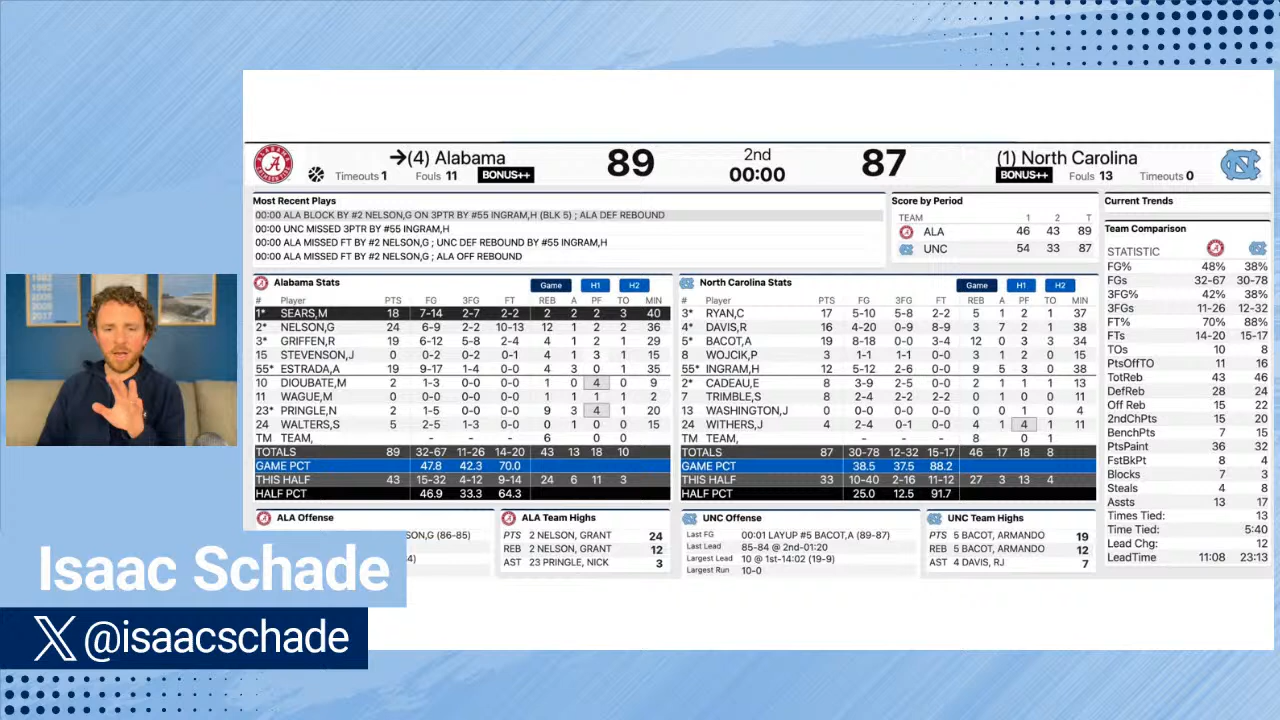 →(4) Alabama 89 2nd 87 (1) North Carolina
Timeouts 1 Fouls 11 BONUS++ 00:00 BONUS++ Fouls 13 Timeouts 0
Most Recent Plays
00:00 ALA BLOCK BY #2 NELSON,G ON 3PTR BY #55 INGRAM,H (BLK 5) ; ALA DEF REBOUND
00:00 UNC MISSED 3PTR BY #55 INGRAM,H
00:00 ALA MISSED FT BY #2 NELSON,G ; UNC DEF REBOUND BY #55 INGRAM,H
00:00 ALA MISSED FT BY #2 NELSON,G ; ALA OFF REBOUND
Score by Period
TEAM 1 2 T
ALA 46 43 89
UNC 54 33 87
Current Trends
Alabama Stats Game H1 H2
# Player PTS FG 3FG FT REB A PF TO MIN
1* SEARS,M 18 7-14 2-7 2-2 2 2 2 3 40
2* NELSON,G 24 6-9 2-2 10-13 12 1 2 2 36
3* GRIFFEN,R 19 6-12 5-8 2-4 4 1 2 1 29
15 STEVENSON,J 0 0-2 0-2 0-1 4 1 3 1 15
55* ESTRADA,A 19 9-17 1-4 0-0 4 3 0 1 35
10 DIOUBATE,M 2 1-3 0-0 0-0 1 0 4 0 9
11 WAGUE,M 0 0-0 0-0 0-0 1 1 1 1 2
23* PRINGLE,N 2 1-5 0-0 0-0 9 3 4 1 20
24 WALTERS,S 5 2-5 1-3 0-0 0 1 0 0 15
TM TEAM, - - - 6 0 0
TOTALS 89 32-67 11-26 14-20 43 13 18 10
GAME PCT 47.8 42.3 70.0
THIS HALF 43 15-32 4-12 9-14 24 6 11 3
HALF PCT 46.9 33.3 64.3
North Carolina Stats Game H1 H2
# Player PTS FG 3FG FT REB A PF TO MIN
3* RYAN,C 17 5-10 5-8 2-2 5 1 2 1 37
4* DAVIS,R 16 4-20 0-9 8-9 3 7 2 1 38
5* BACOT,A 19 8-18 0-0 3-4 12 0 3 3 34
8 WOJCIK,P 3 1-1 1-1 0-0 3 1 2 0 15
55* INGRAM,H 12 5-12 2-6 0-0 9 5 3 0 38
2* CADEAU,E 8 3-9 2-5 0-0 2 1 1 1 13
7 TRIMBLE,S 8 2-4 2-2 2-2 0 1 0 0 11
13 WASHINGTON,J 0 0-0 0-0 0-0 0 0 1 0 4
24 WITHERS,J 4 2-4 0-1 0-0 4 1 4 1 11
TM TEAM, - - - 8 0 1
TOTALS 87 30-78 12-32 15-17 46 17 18 8
GAME PCT 38.5 37.5 88.2
THIS HALF 33 10-40 2-16 11-12 27 3 13 4
HALF PCT 25.0 12.5 91.7
Team Comparison
STATISTIC
FG% 48% 38%
FGs 32-67 30-78
3FG% 42% 38%
3FGs 11-26 12-32
FT% 70% 88%
FTs 14-20 15-17
TOs 10 8
PtsOffTO 11 16
TotReb 43 46
DefReb 28 24
Off Reb 15 22
2ndChPts 15 20
BenchPts 7 15
PtsPaint 36 32
FstBkPt 8 4
Blocks 7 3
Steals 4 8
Assts 13 17
Times Tied: 13
Time Tied: 5:40
Lead Chg: 12
LeadTime 11:08 23:13
ALA Offense
SON,G (86-85)
4)
ALA Team Highs
PTS 2 NELSON, GRANT 24
REB 2 NELSON, GRANT 12
AST 23 PRINGLE, NICK 3
UNC Offense
Last FG 00:01 LAYUP #5 BACOT,A (89-87)
Last Lead 85-84 @ 2nd-01:20
Largest Lead 10 @ 1st-14:02 (19-9)
Largest Run 10-0
UNC Team Highs
PTS 5 BACOT, ARMANDO 19
REB 5 BACOT, ARMANDO 12
AST 4 DAVIS, RJ 7
Isaac Schade
X @isaacschade